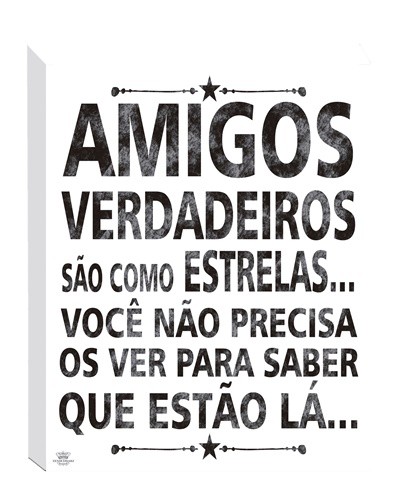 AMIGOS
VERDADEIROS
SÃO COMO ESTRELAS...
VOCÊ NÃO PRECISA
OS VER PARA SABER
QUE ESTÃO LÁ...